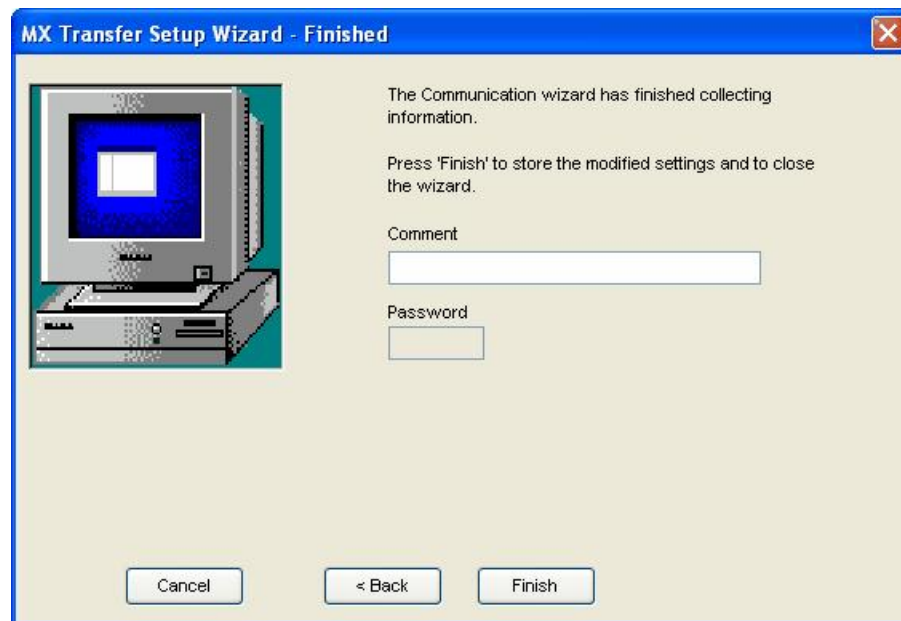 MX Transfer Setup Wizard - Finished
The Communication wizard has finished collecting
information.
Press 'Finish' to store the modified settings and to close
the wizard.
Comment
Password
Cancel
< Back
Finish